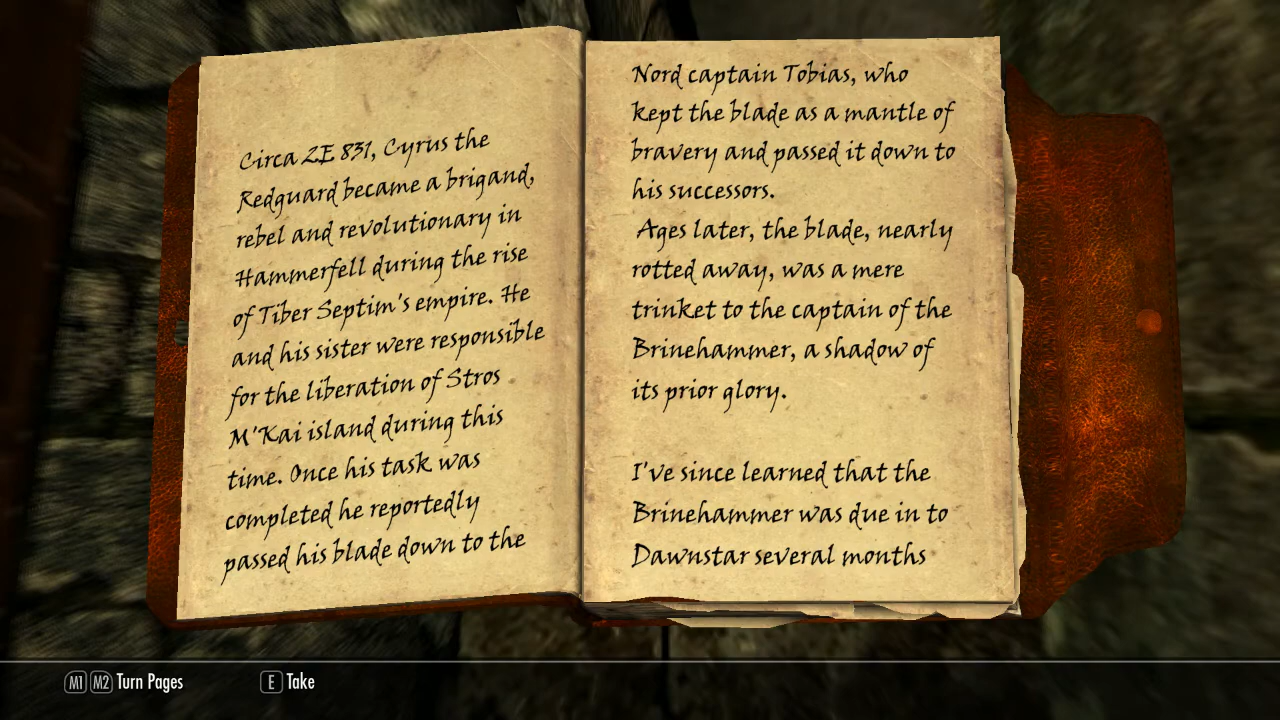 Circa 2E 831, Cyrus the
Redguard became a brigand,
rebel and revolutionary in
Hammerfell during the rise
of Tiber Septim's empire. He
and his sister were responsible
for the liberation of Stros
M'Kai island during this
time. Once his task was
completed he reportedly
passed his blade down to the
Nord captain Tobias, who
kept the blade as a mantle of
bravery and passed it down to
his successors.
Ages later, the blade, nearly
rotted away, was a mere
trinket to the captain of the
Brinehammer, a shadow of
its prior glory.
I've since learned that the
Brinehammer was due in to
Dawnstar several months
M1 M2 Turn Pages
E Take